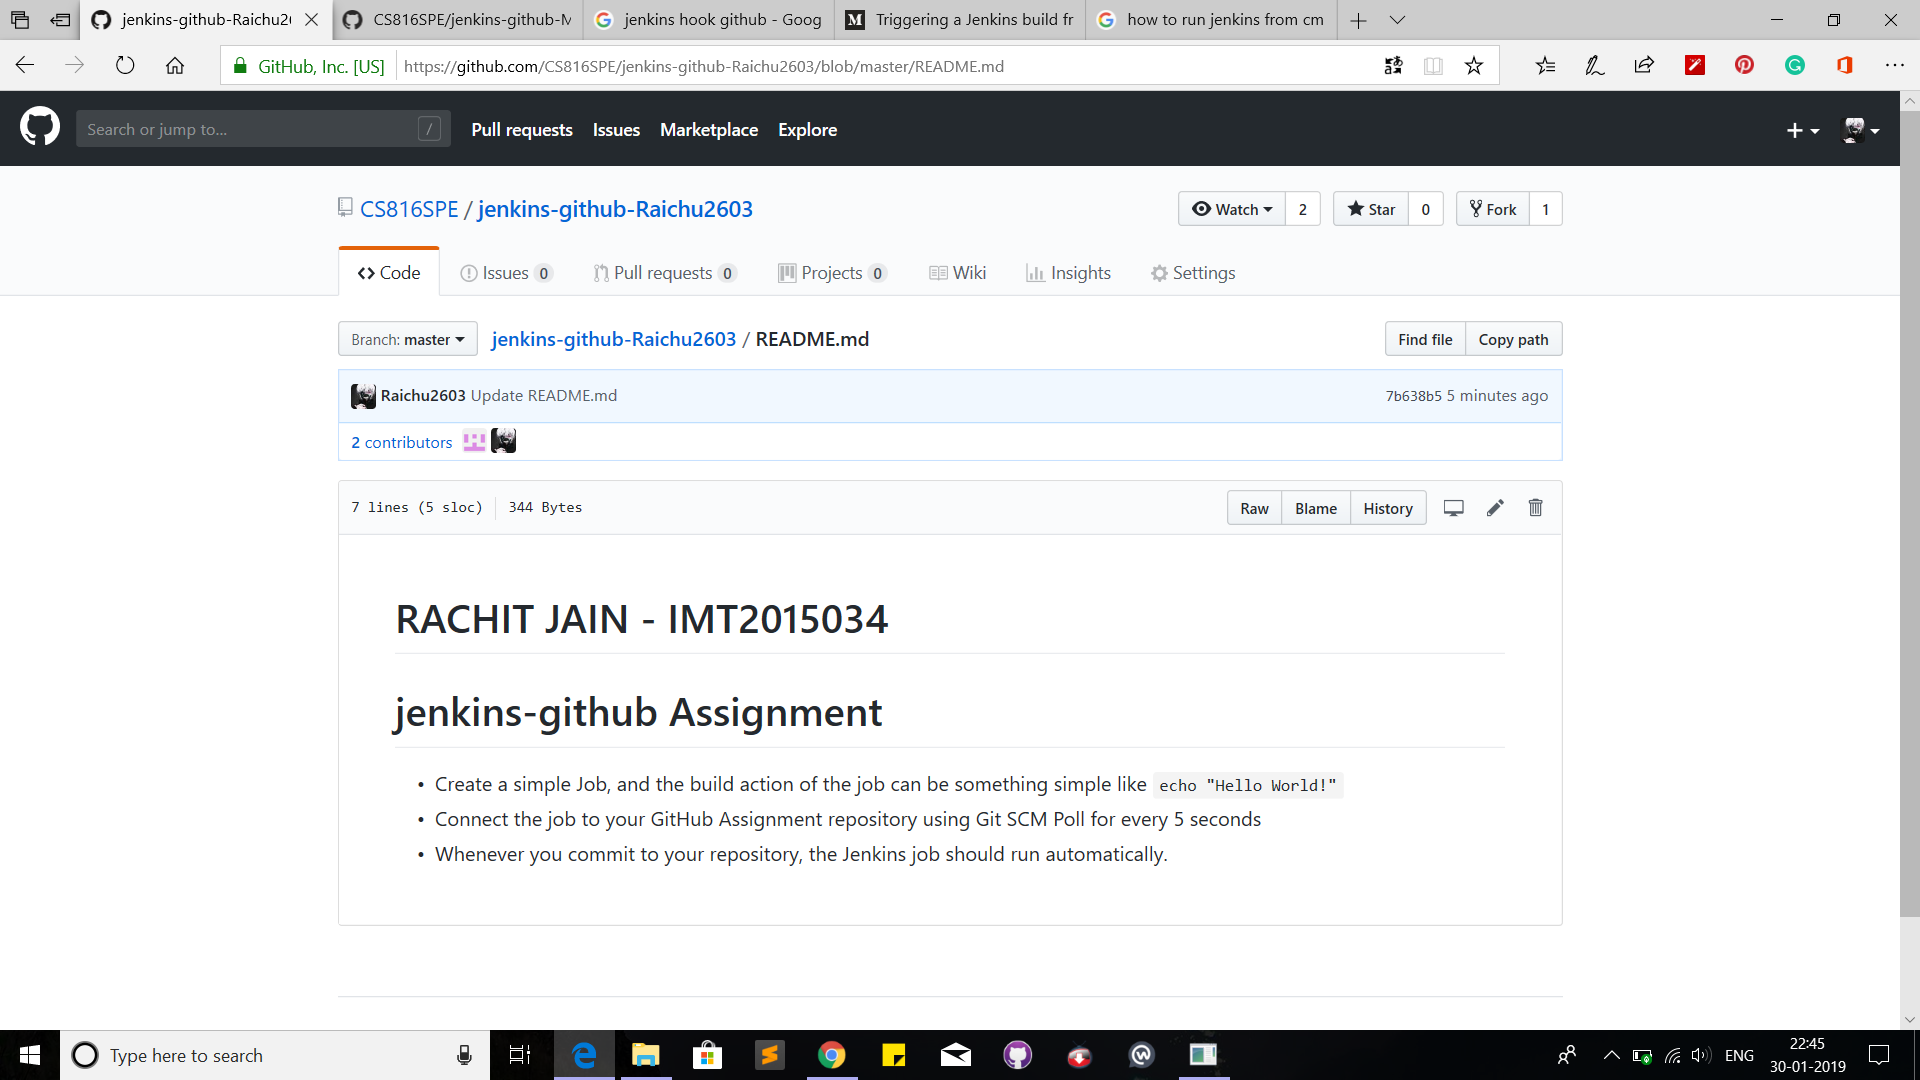 jenkins-github-Raichu26
CS816SPE/jenkins-github-M
jenkins hook github - Goog
M Triggering a Jenkins build fr
how to run jenkins from cm
GitHub, Inc. [US] https://github.com/CS816SPE/jenkins-github-Raichu2603/blob/master/README.md
Search or jump to... /
Pull requests Issues Marketplace Explore
CS816SPE / jenkins-github-Raichu2603
Watch 2 Star 0 Fork 1
Code Issues 0 Pull requests 0 Projects 0 Wiki Insights Settings
Branch: master jenkins-github-Raichu2603 / README.md Find file Copy path
Raichu2603 Update README.md 7b638b5 5 minutes ago
2 contributors
7 lines (5 sloc) 344 Bytes Raw Blame History
RACHIT JAIN - IMT2015034
jenkins-github Assignment
• Create a simple Job, and the build action of the job can be something simple like echo "Hello World!"
• Connect the job to your GitHub Assignment repository using Git SCM Poll for every 5 seconds
• Whenever you commit to your repository, the Jenkins job should run automatically.
Type here to search
ENG
22:45
30-01-2019